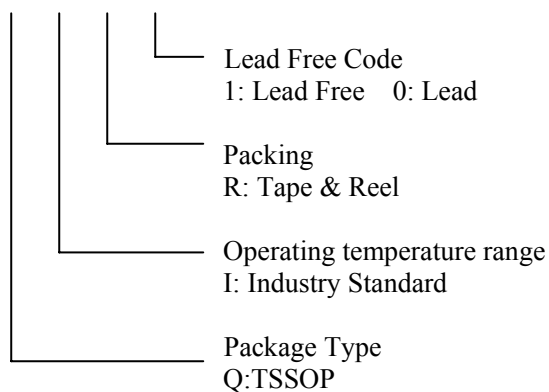 Lead Free Code
1: Lead Free 0: Lead
Packing
R: Tape & Reel
Operating temperature range
I: Industry Standard
Package Type
Q:TSSOP